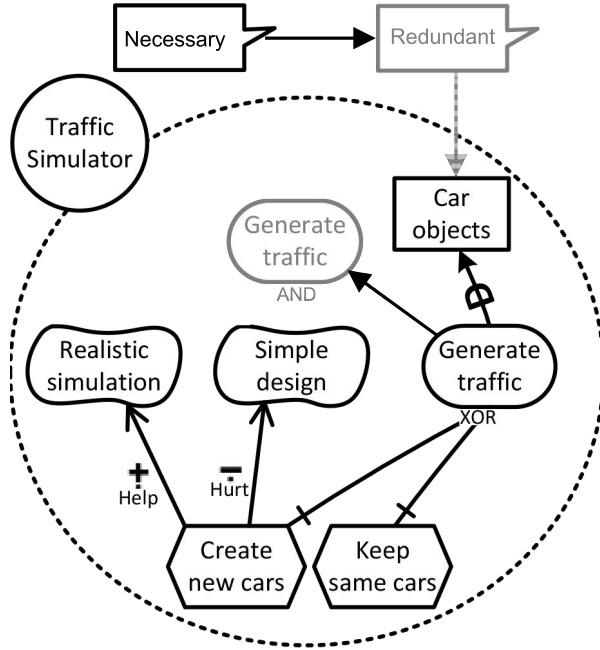 Necessary
Redundant
Traffic
Simulator
Car
objects
Generate
traffic
AND
D
Realistic
simulation
Simple
design
Generate
traffic
XOR
+
Help
-
Hurt
Create
new cars
Keep
same cars